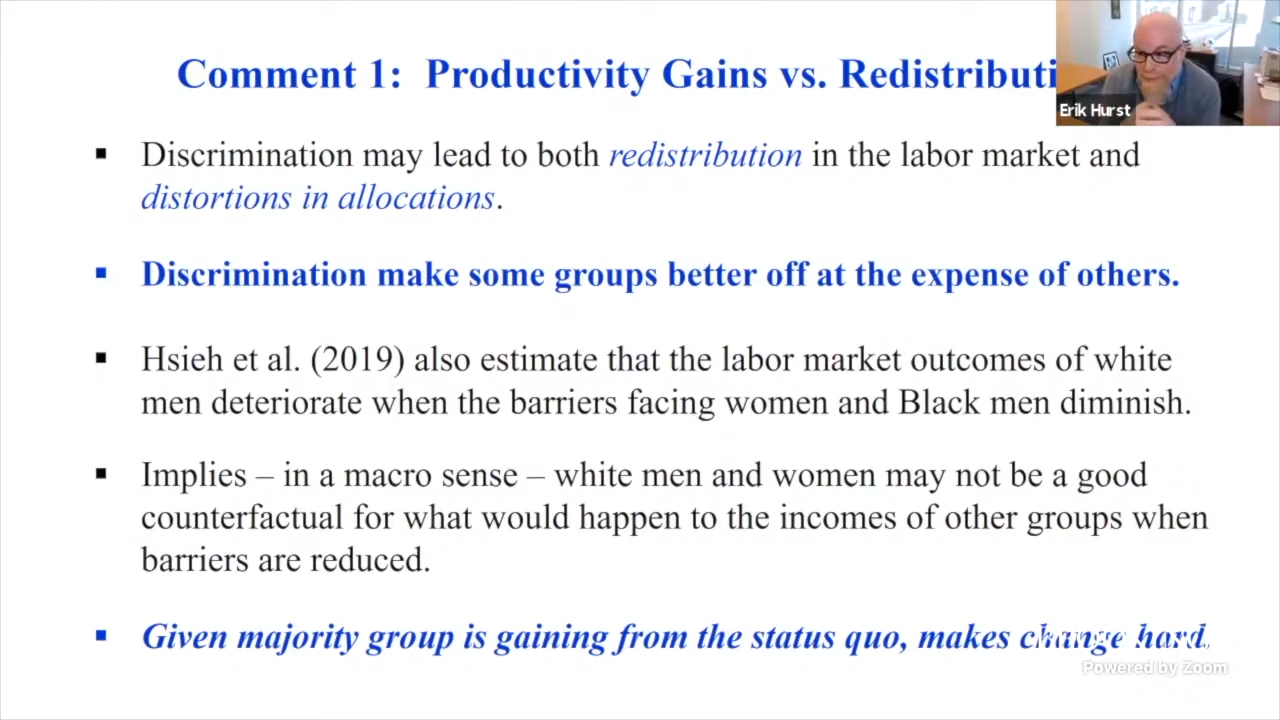 Comment 1: Productivity Gains vs. Redistributi
Erik Hurst
▪ Discrimination may lead to both redistribution in the labor market and
distortions in allocations.
▪ Discrimination make some groups better off at the expense of others.
▪ Hsieh et al. (2019) also estimate that the labor market outcomes of white
men deteriorate when the barriers facing women and Black men diminish.
▪ Implies – in a macro sense – white men and women may not be a good
counterfactual for what would happen to the incomes of other groups when
barriers are reduced.
▪ Given majority group is gaining from the status quo, makes change hard.
Powered by Zoom